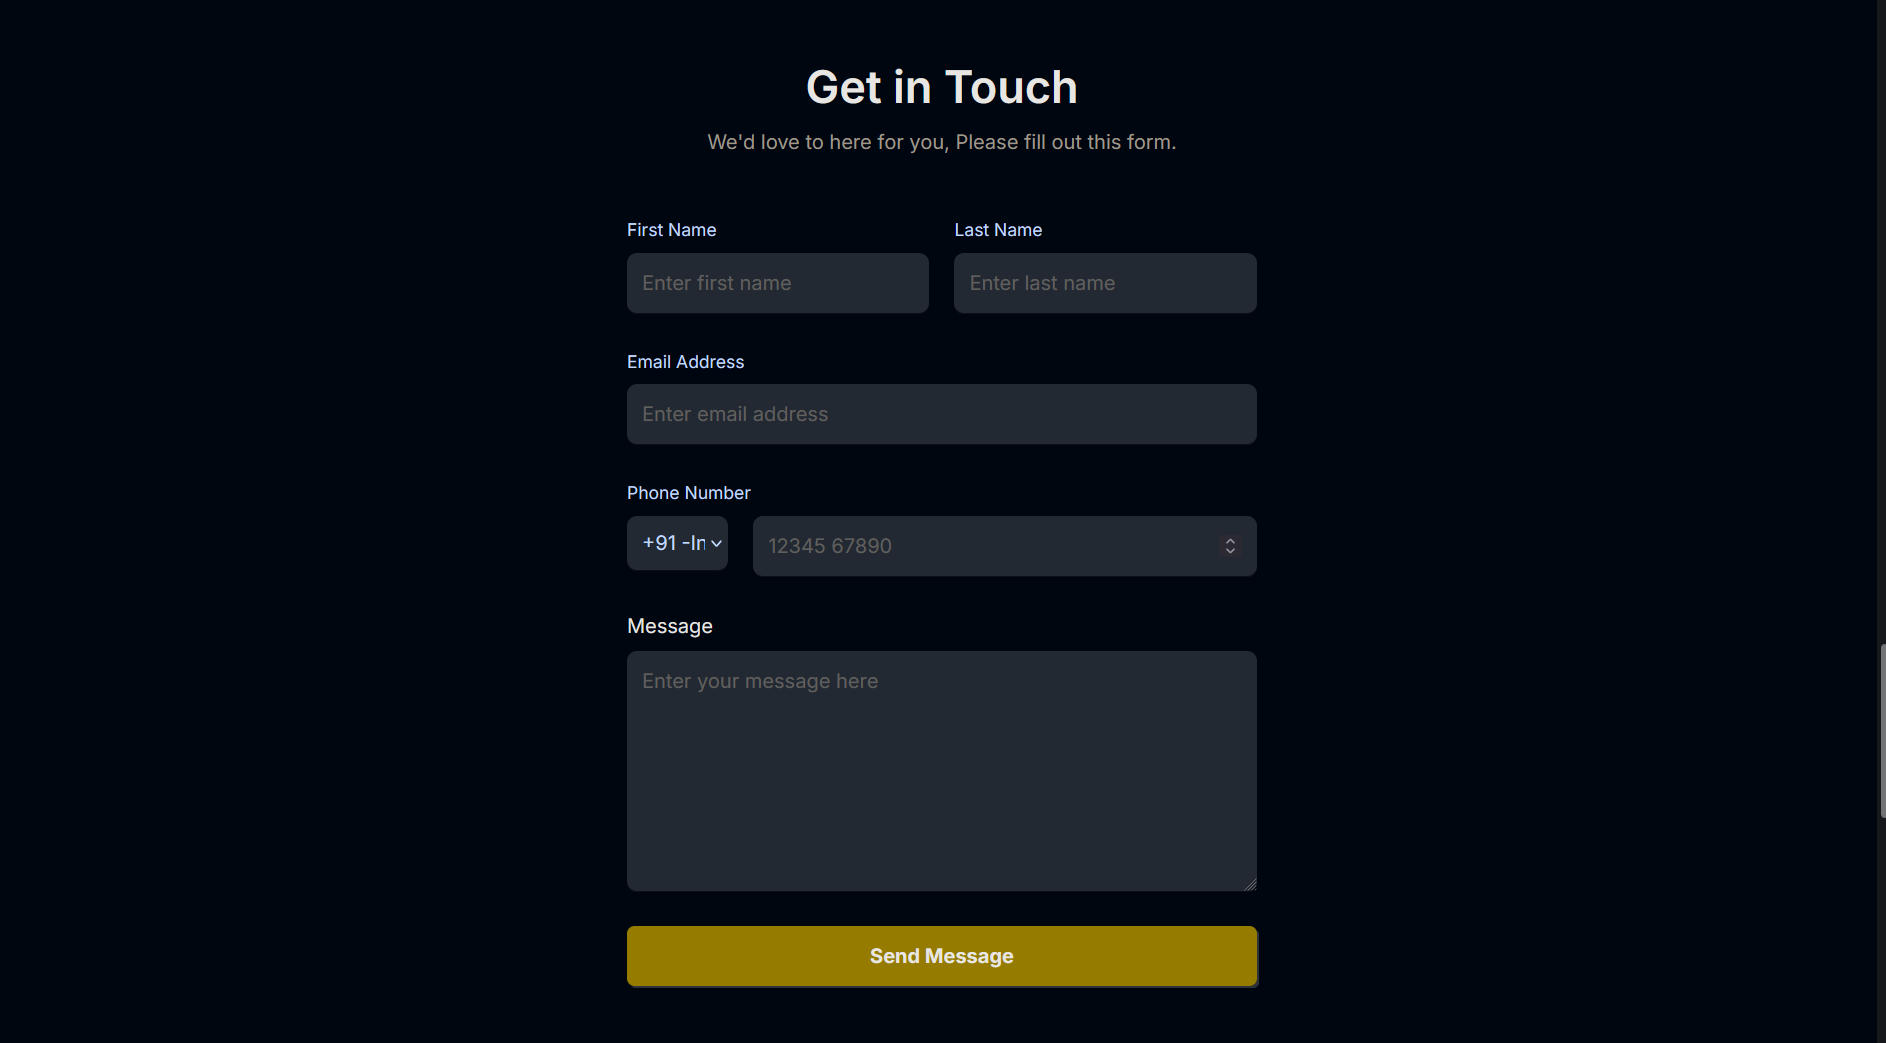 Get in Touch
We'd love to here for you, Please fill out this form.
First Name
Last Name
Enter first name
Enter last name
Email Address
Enter email address
Phone Number
+91 -In
12345 67890
Message
Enter your message here
Send Message